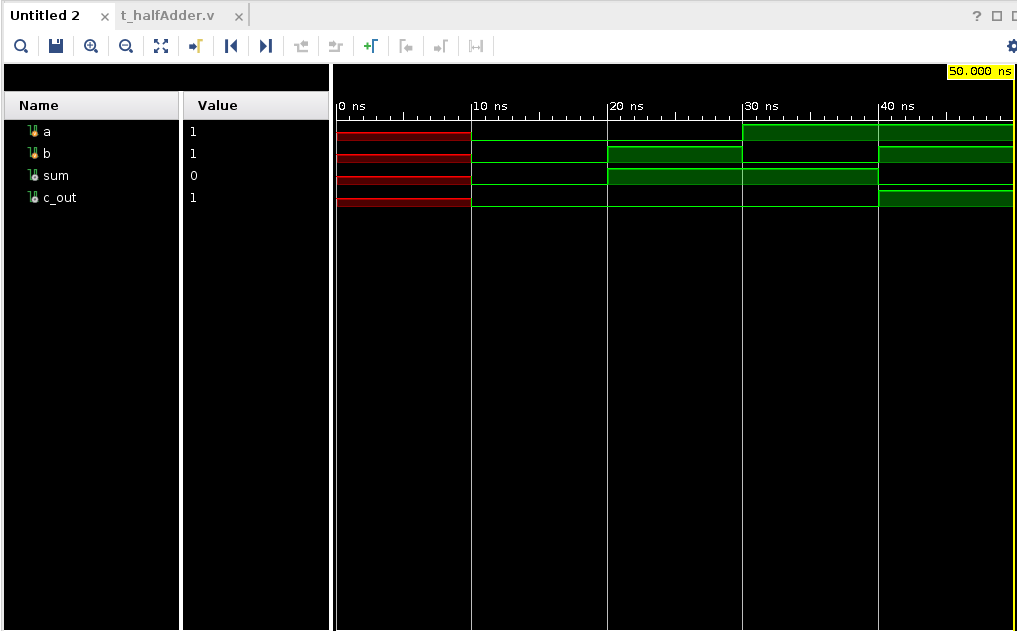 Untitled 2 × t_halfAdder.v × ?
50.000 ns
Name Value
0 ns 10 ns 20 ns 30 ns 40 ns
a 1
b 1
sum 0
c_out 1